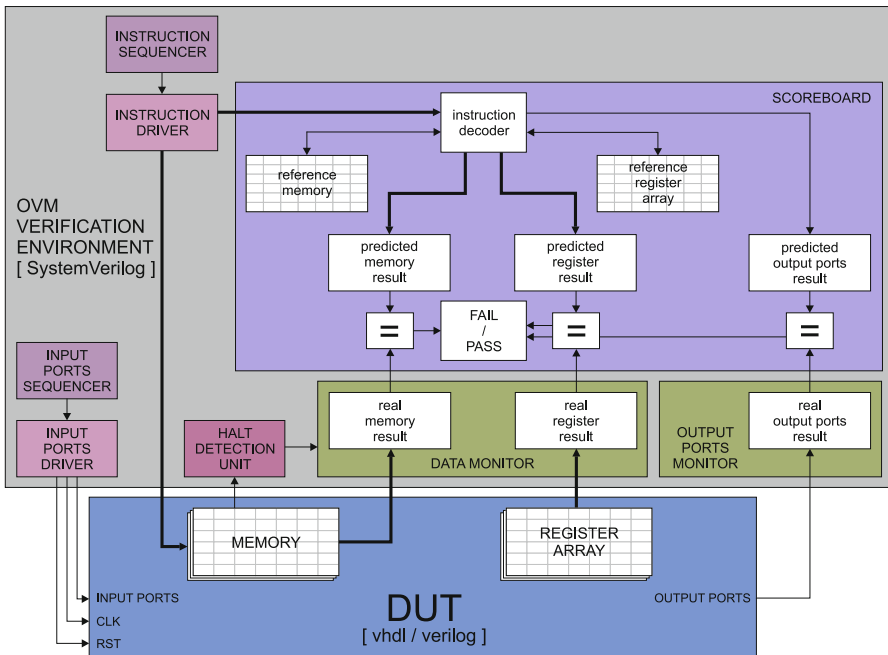 INSTRUCTION
SEQUENCER
INSTRUCTION
DRIVER
SCOREBOARD
instruction
decoder
reference
memory
reference
register
array
OVM
VERIFICATION
ENVIRONMENT
[ SystemVerilog ]
predicted
memory
result
predicted
register
result
predicted
output ports
result
=
FAIL
/
PASS
=
=
INPUT
PORTS
SEQUENCER
INPUT
PORTS
DRIVER
HALT
DETECTION
UNIT
real
memory
result
real
register
result
DATA MONITOR
OUTPUT
PORTS
MONITOR
real
output ports
result
MEMORY
REGISTER
ARRAY
INPUT PORTS
CLK
RST
DUT
[ vhdl / verilog ]
OUTPUT PORTS